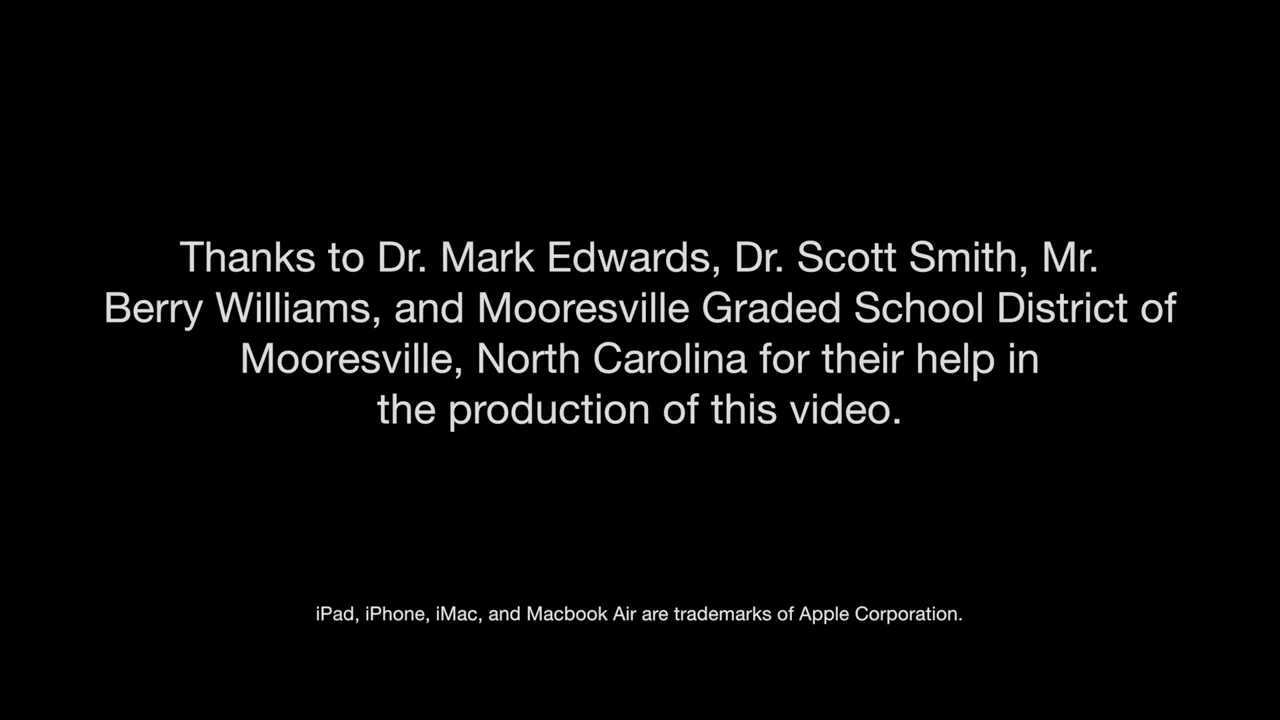 Thanks to Dr. Mark Edwards, Dr. Scott Smith, Mr.
Berry Williams, and Mooresville Graded School District of
Mooresville, North Carolina for their help in
the production of this video.
iPad, iPhone, iMac, and Macbook Air are trademarks of Apple Corporation.